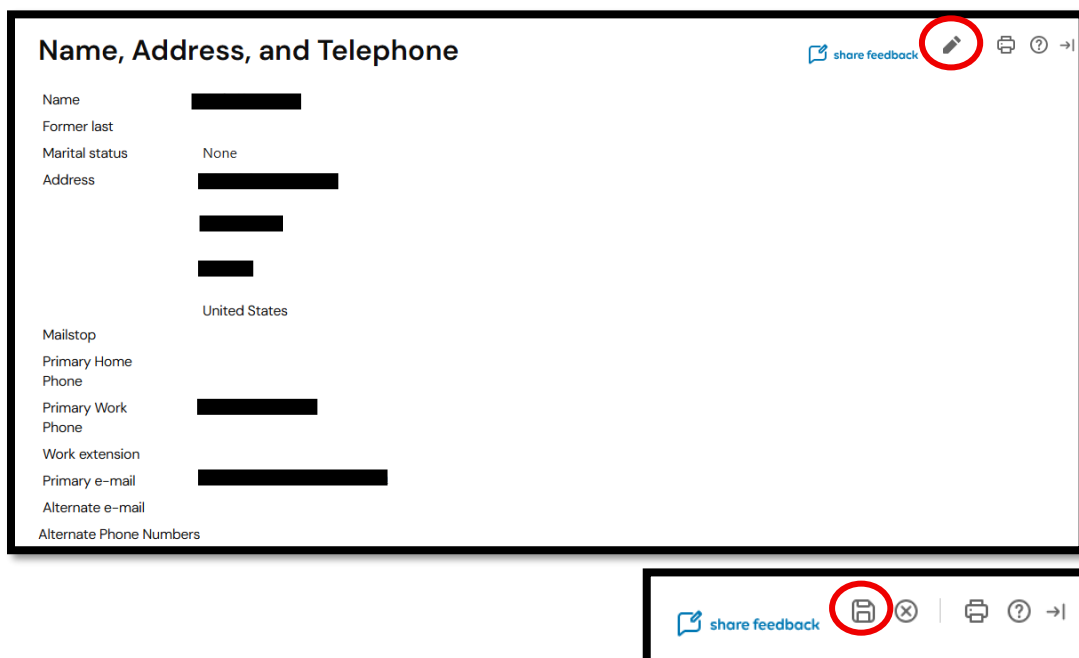 Name, Address, and Telephone
share feedback
Name
Former last
Marital status None
Address
United States
Mailstop
Primary Home
Phone
Primary Work
Phone
Work extension
Primary e-mail
Alternate e-mail
Alternate Phone Numbers
share feedback